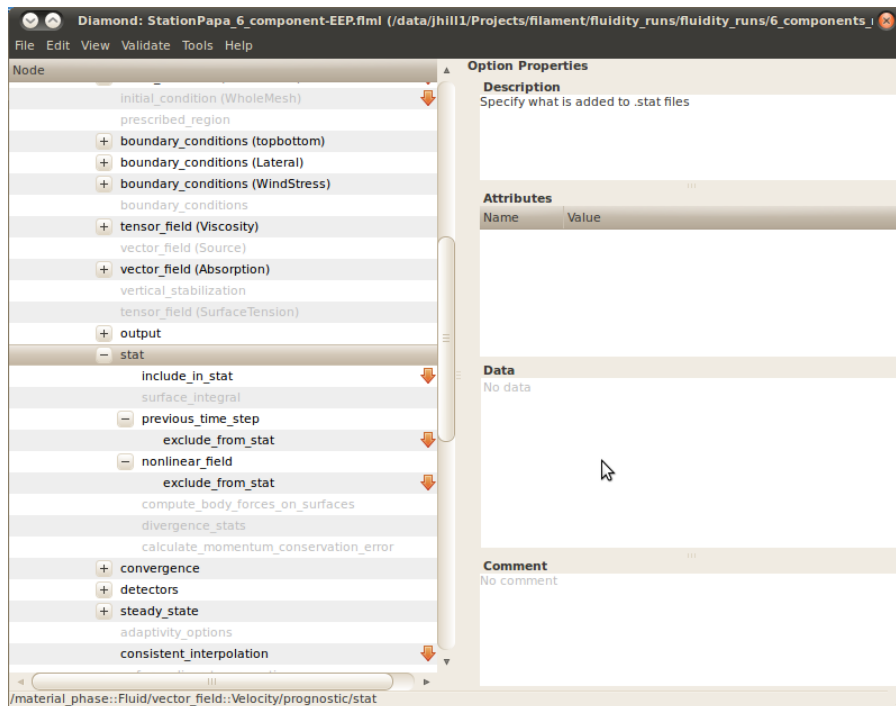 Diamond: StationPapa_6_component-EEP.flml (/data/jhill1/Projects/filament/fluidity_runs/fluidity_runs/6_components_
File Edit View Validate Tools Help
Node
initial_condition (WholeMesh)
prescribed_region
boundary_conditions (topbottom)
boundary_conditions (Lateral)
boundary_conditions (WindStress)
boundary_conditions
tensor_field (Viscosity)
vector_field (Source)
vector_field (Absorption)
vertical_stabilization
tensor_field (SurfaceTension)
output
stat
include_in_stat
surface_integral
previous_time_step
exclude_from_stat
nonlinear_field
exclude_from_stat
compute_body_forces_on_surfaces
divergence_stats
calculate_momentum_conservation_error
convergence
detectors
steady_state
adaptivity_options
consistent_interpolation
/material_phase::Fluid/vector_field::Velocity/prognostic/stat
Option Properties
Description
Specify what is added to .stat files
Attributes
Name Value
Data
No data
Comment
No comment